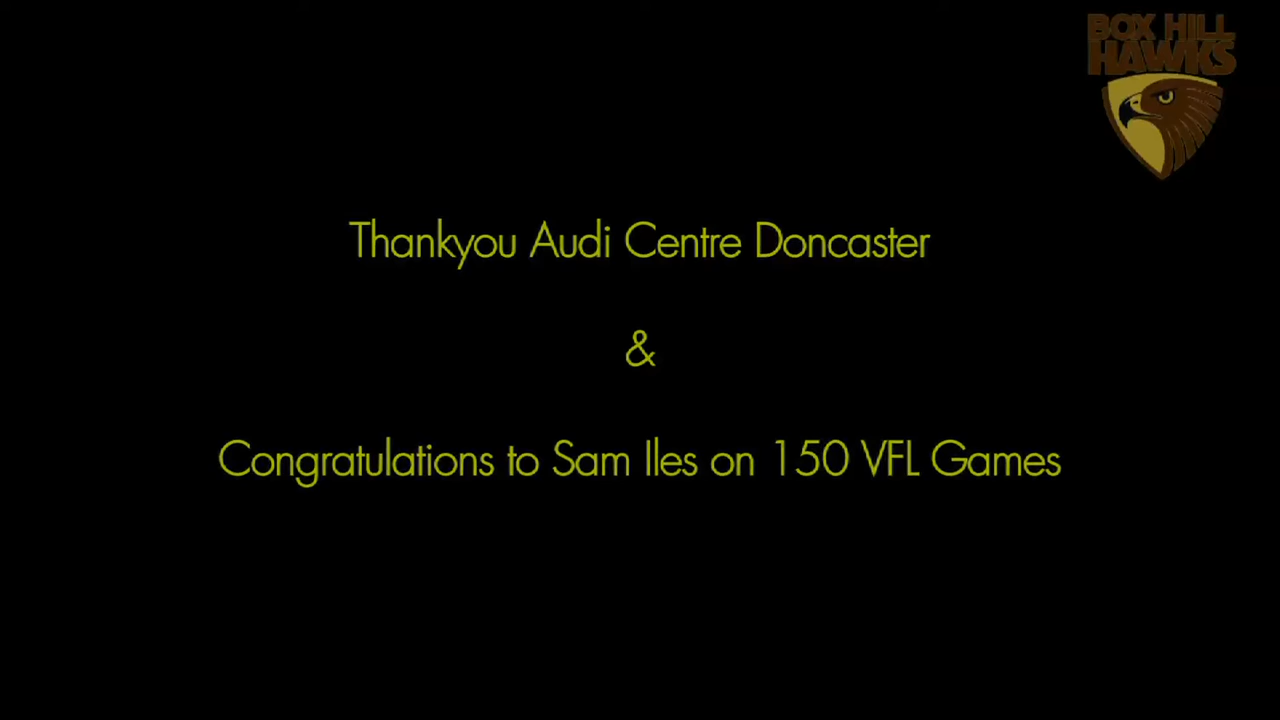 BOX HILL
HAWKS
Thankyou Audi Centre Doncaster
&
Congratulations to Sam Iles on 150 VFL Games